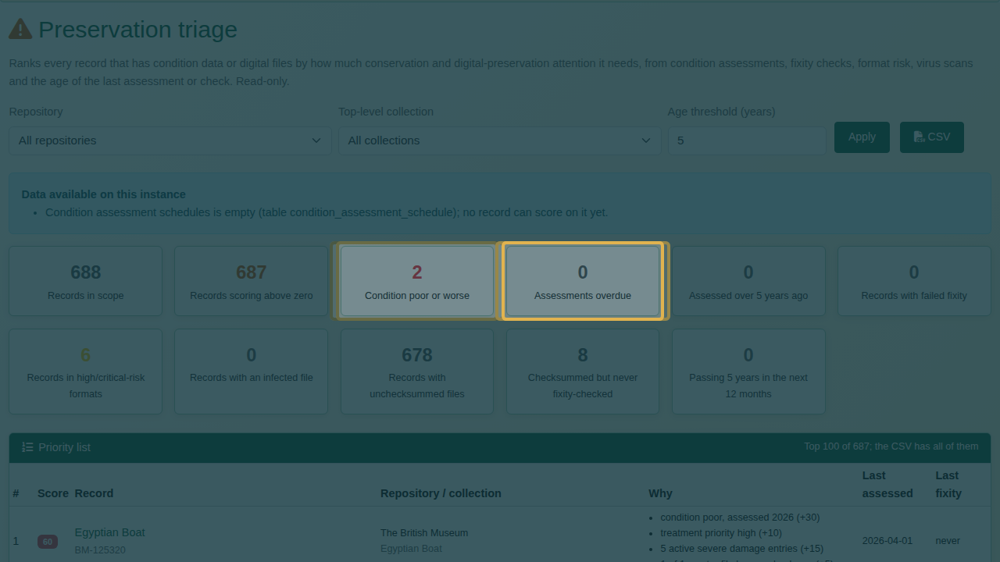 Preservation triage
Ranks every record that has condition data or digital files by how much conservation and digital-preservation attention it needs, from condition assessments, fixity checks, format risk, virus scans
and the age of the last assessment or check. Read-only.
Repository
Top-level collection
Age threshold (years)
All repositories
All collections
5
Apply
CSV
Data available on this instance
• Condition assessment schedules is empty (table condition_assessment_schedule); no record can score on it yet.
688
Records in scope
687
Records scoring above zero
2
Condition poor or worse
0
Assessments overdue
0
Assessed over 5 years ago
0
Records with failed fixity
6
Records in high/critical-risk
formats
0
Records with an infected file
678
Records with
unchecksummed files
8
Checksummed but never
fixity-checked
0
Passing 5 years in the next
12 months
Priority list
Top 100 of 687; the CSV has all of them
# Score Record Repository / collection Why Last assessed Last fixity
1 60
Egyptian Boat
BM-125320
The British Museum
Egyptian Boat
• condition poor, assessed 2026 (+30)
• treatment priority high (+10)
• 5 active severe damage entries (+15)
2026-04-01
never